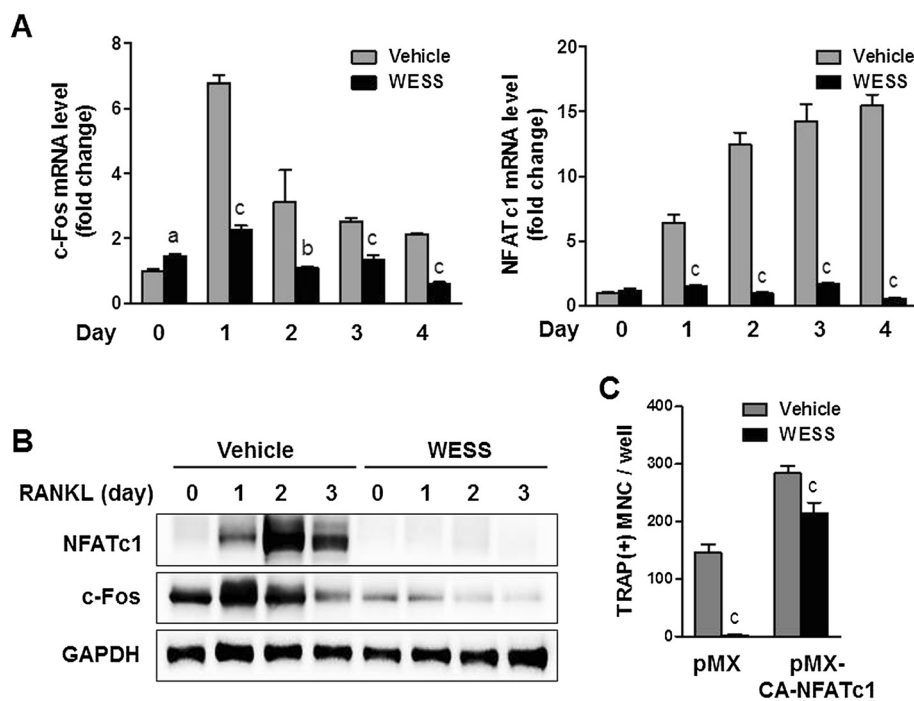 A
c-Fos mRNA level
(fold change)
8
6
4
2
0
Vehicle
WESS
a
c
b
c
c
Day 0 1 2 3 4
NFATc1 mRNA level
(fold change)
20
15
10
5
0
Vehicle
WESS
c
c
c
c
Day 0 1 2 3 4
B
Vehicle WESS
RANKL (day) 0 1 2 3 0 1 2 3
NFATc1
c-Fos
GAPDH
C
TRAP(+) MNC / well
400
300
200
100
0
Vehicle
WESS
c
c
pMX pMX-
CA-NFATc1